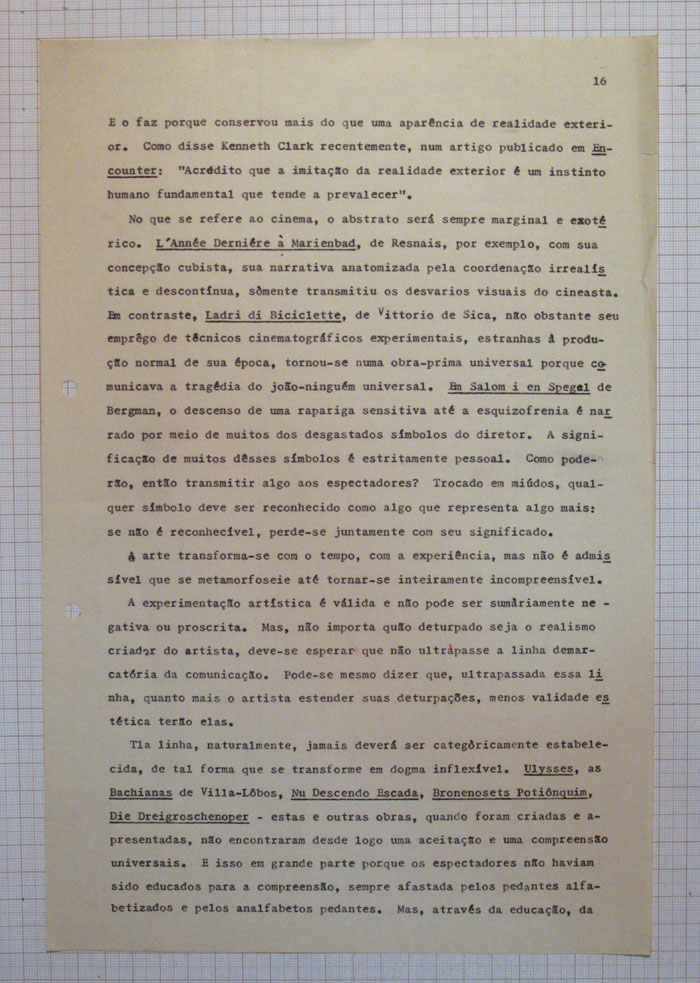 16
E o faz porque conservou mais do que uma aparência de realidade exteri-
or. Como disse Kenneth Clark recentemente, num artigo publicado em En-
counter: "Acrédito que a imitação da realidade exterior é um instinto
humano fundamental que tende a prevalecer".
No que se refere ao cinema, o abstrato será sempre marginal e exoté
rico. L'Année Derniére à Marienbad, de Resnais, por exemplo, com sua
concepção cubista, sua narrativa anatomizada pela coordenação irrealis
tica e descontínua, sòmente transmitiu os desvarios visuais do cineasta.
Em contraste, Ladri di Biciclette, de Vittorio de Sica, não obstante seu
emprêgo de técnicos cinematográficos experimentais, estranhas à produ-
ção normal de sua época, tornou-se numa obra-prima universal porque co
municava a tragédia do joão-ninguém universal. Em Salom i en Spegel de
Bergman, o descenso de uma rapariga sensitiva até a esquizofrenia é nar
rado por meio de muitos dos desgastados símbolos do diretor. A signi-
ficação de muitos dêsses símbolos é estritamente pessoal. Como pode-
rão, então transmitir algo aos espectadores? Trocado em miúdos, qual-
quer símbolo deve ser reconhecido como algo que representa algo mais:
se não é reconhecível, perde-se juntamente com seu significado.
A arte transforma-se com o tempo, com a experiência, mas não é admis
sível que se metamorfoseie até tornar-se inteiramente incompreensível.
A experimentação artística é válida e não pode ser sumàriamente ne -
gativa ou proscrita. Mas, não importa quão deturpado seja o realismo
criador do artista, deve-se esperar que não ultrapasse a linha demar-
catória da comunicação. Pode-se mesmo dizer que, ultrapassada essa li
nha, quanto mais o artista estender suas deturpações, menos validade es
tética terão elas.
Tla linha, naturalmente, jamais deverá ser categòricamente estabele-
cida, de tal forma que se transforme em dogma inflexível. Ulysses, as
Bachianas de Villa-Lôbos, Nu Descendo Escada, Bronenosets Potiônquim,
Die Dreigroschenoper - estas e outras obras, quando foram criadas e a-
presentadas, não encontraram desde logo uma aceitação e uma compreensão
universais. E isso em grande parte porque os espectadores não haviam
sido educados para a compreensão, sempre afastada pelos pedantes alfa-
betizados e pelos analfabetos pedantes. Mas, através da educação, da